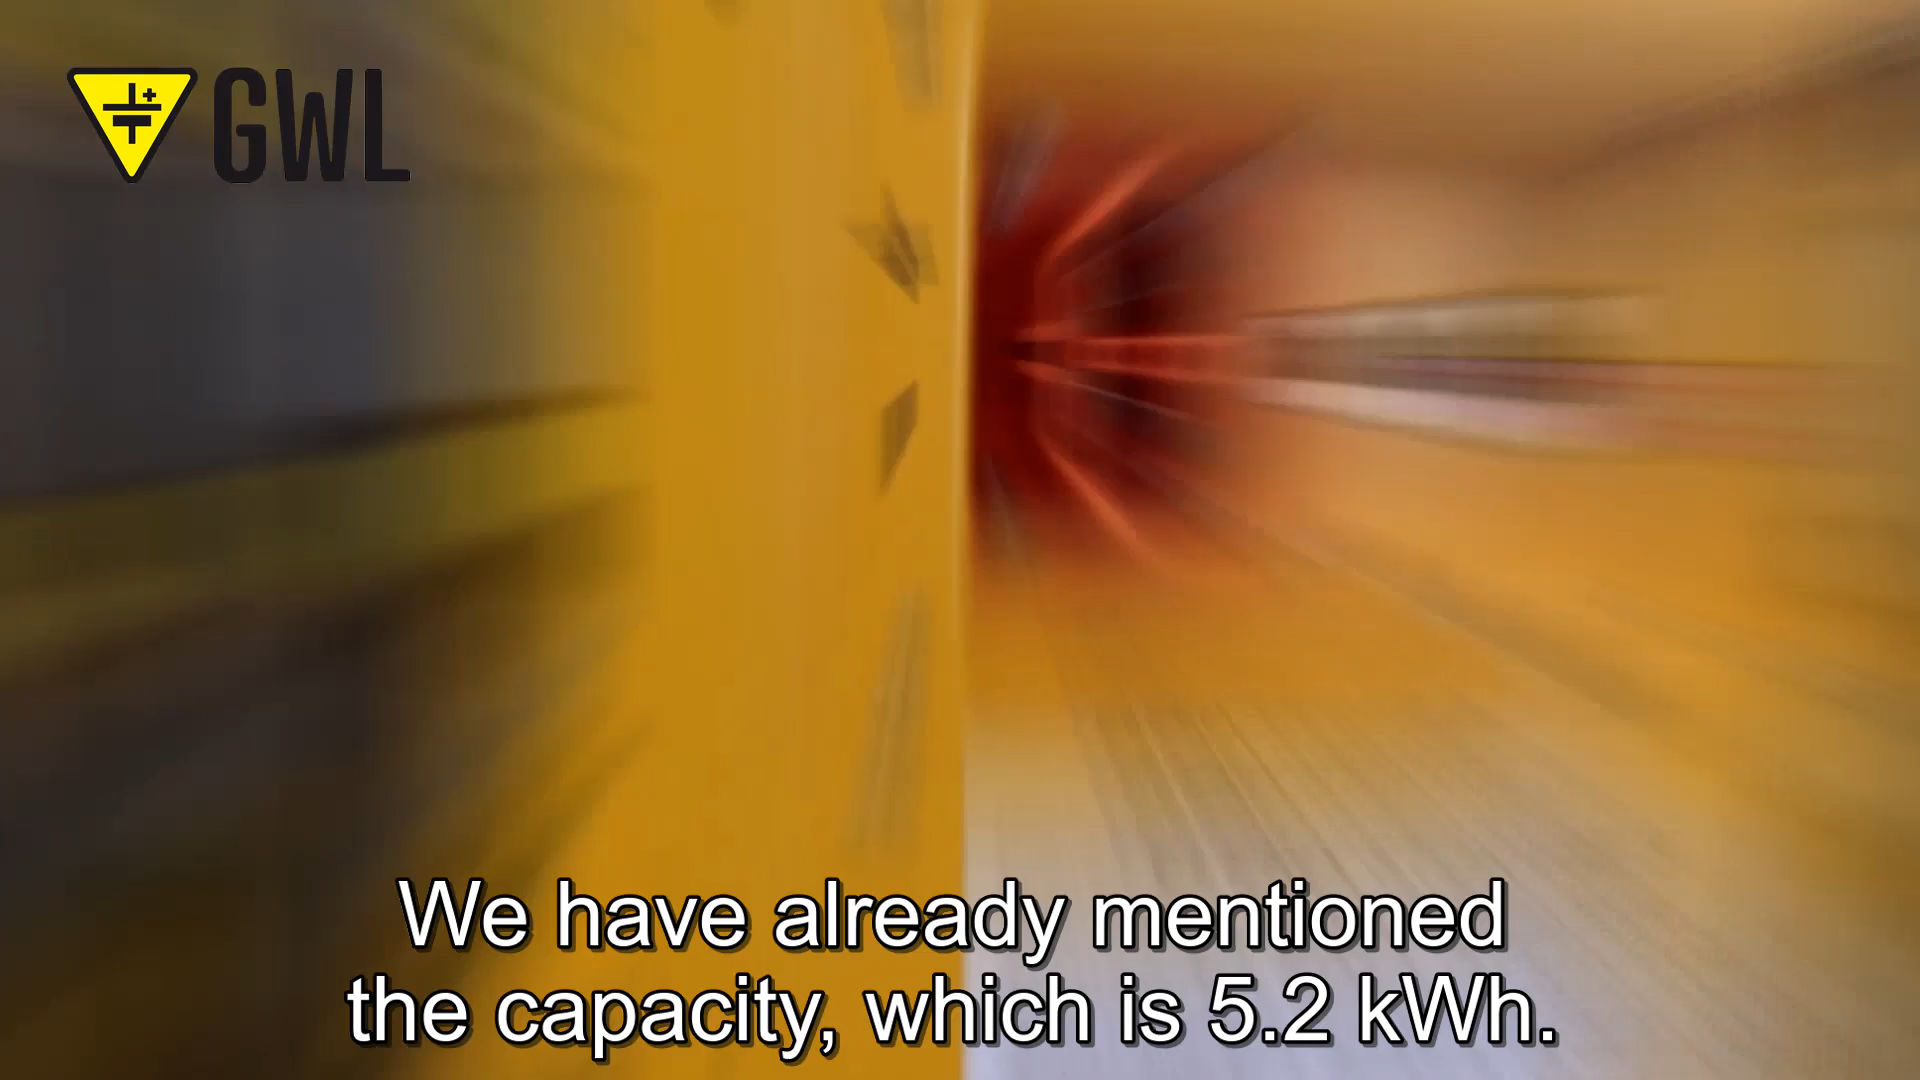 GWL
We have already mentioned
the capacity, which is 5.2 kWh.